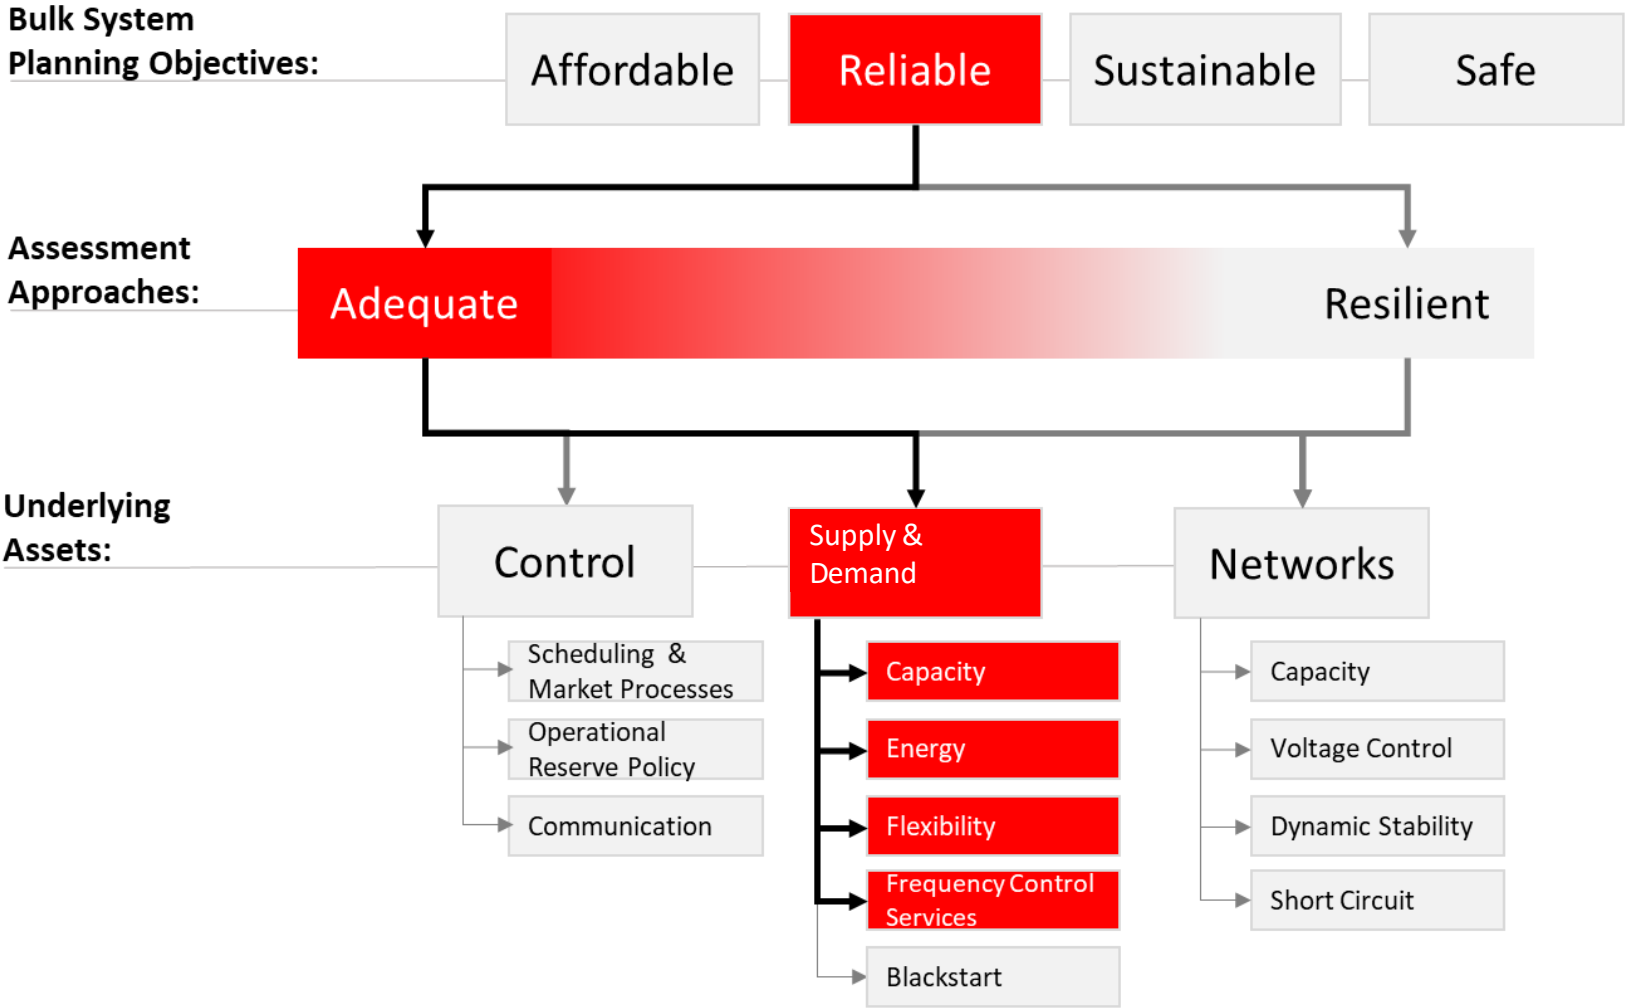 Bulk System
Planning Objectives:
Affordable
Reliable
Sustainable
Safe
Assessment
Approaches:
Adequate
Resilient
Underlying
Assets:
Control
Supply &
Demand
Networks
Scheduling &
Market Processes
Operational
Reserve Policy
Communication
Capacity
Energy
Flexibility
Frequency Control
Services
Blackstart
Capacity
Voltage Control
Dynamic Stability
Short Circuit